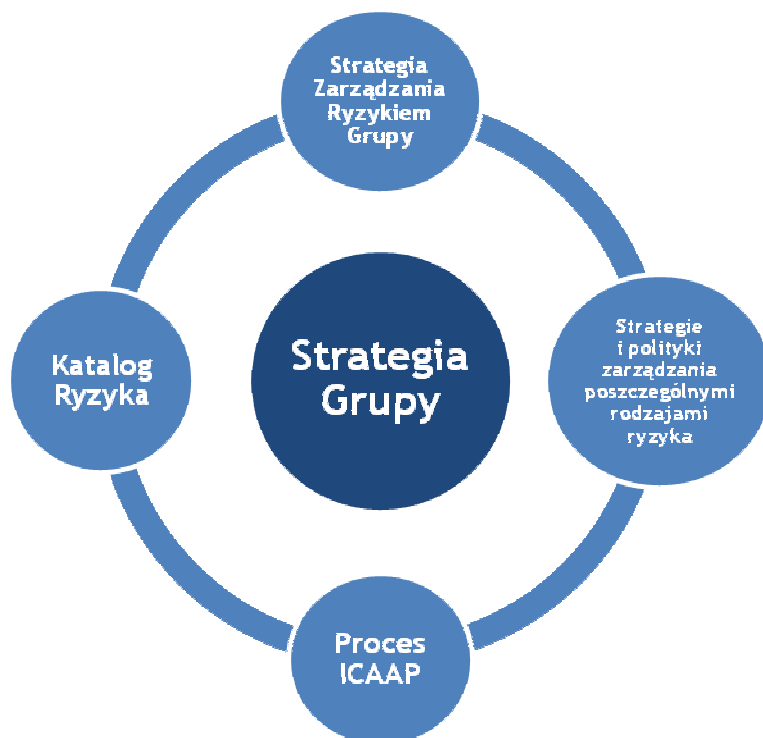 Strategia
Zarządzania
Ryzykiem
Grupy
Katalog
Ryzyka
Strategia
Grupy
Strategie
i polityki
zarządzania
poszczególnymi
rodzajami
ryzyka
Proces
ICAAP